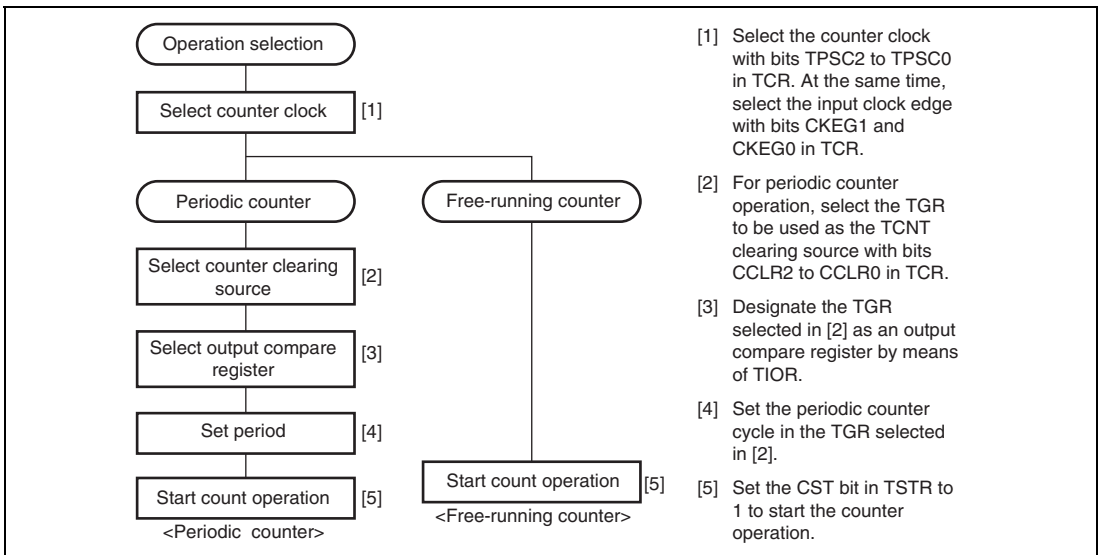 Operation selection
Select counter clock
[1]
Periodic counter
Free-running counter
Select counter clearing
source
[2]
Select output compare
register
[3]
Set period
[4]
Start count operation
[5]
<Periodic counter>
Start count operation
[5]
<Free-running counter>
[1] Select the counter clock
with bits TPSC2 to TPSC0
in TCR. At the same time,
select the input clock edge
with bits CKEG1 and
CKEG0 in TCR.
[2] For periodic counter
operation, select the TGR
to be used as the TCNT
clearing source with bits
CCLR2 to CCLR0 in TCR.
[3] Designate the TGR
selected in [2] as an output
compare register by means
of TIOR.
[4] Set the periodic counter
cycle in the TGR selected
in [2].
[5] Set the CST bit in TSTR to
1 to start the counter
operation.